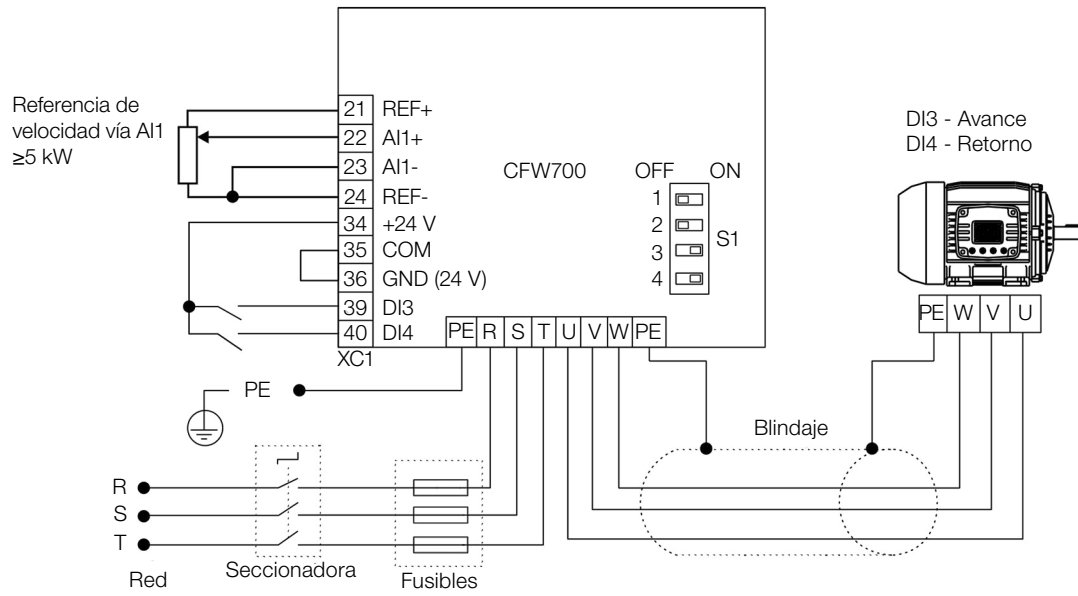 Referencia de
velocidad vía AI1
≥5 kW
21 REF+
22 AI1+
23 AI1-
24 REF-
34 +24 V
35 COM
36 GND (24 V)
39 DI3
40 DI4
XC1
CFW700
OFF ON
1
2
3
4
S1
DI3 - Avance
DI4 - Retorno
PE R S T U V W PE
PE W V U
PE
Blindaje
R
S
T
Red
Seccionadora
Fusibles